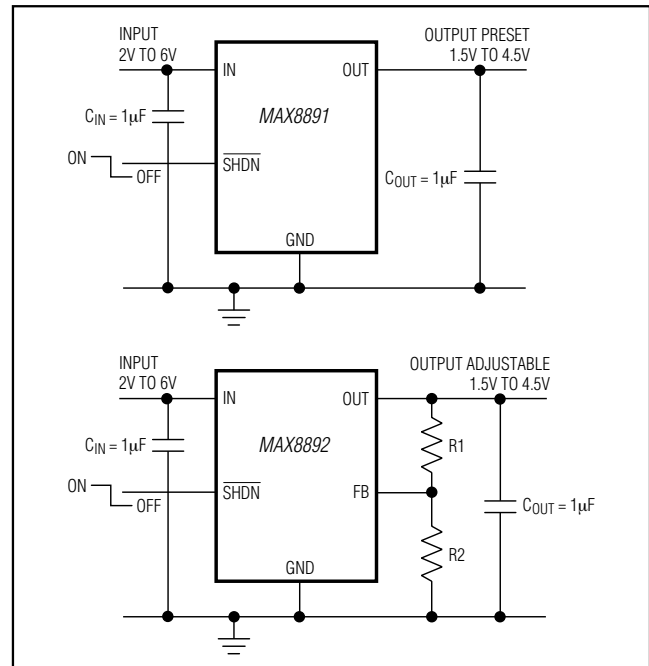 INPUT
2V TO 6V
OUTPUT PRESET
1.5V TO 4.5V
IN
OUT
CIN = 1μF
MAX8891
ON
OFF
SHDN
COUT = 1μF
GND
INPUT
2V TO 6V
OUTPUT ADJUSTABLE
1.5V TO 4.5V
IN
OUT
CIN = 1μF
R1
MAX8892
ON
OFF
SHDN
FB
COUT = 1μF
R2
GND